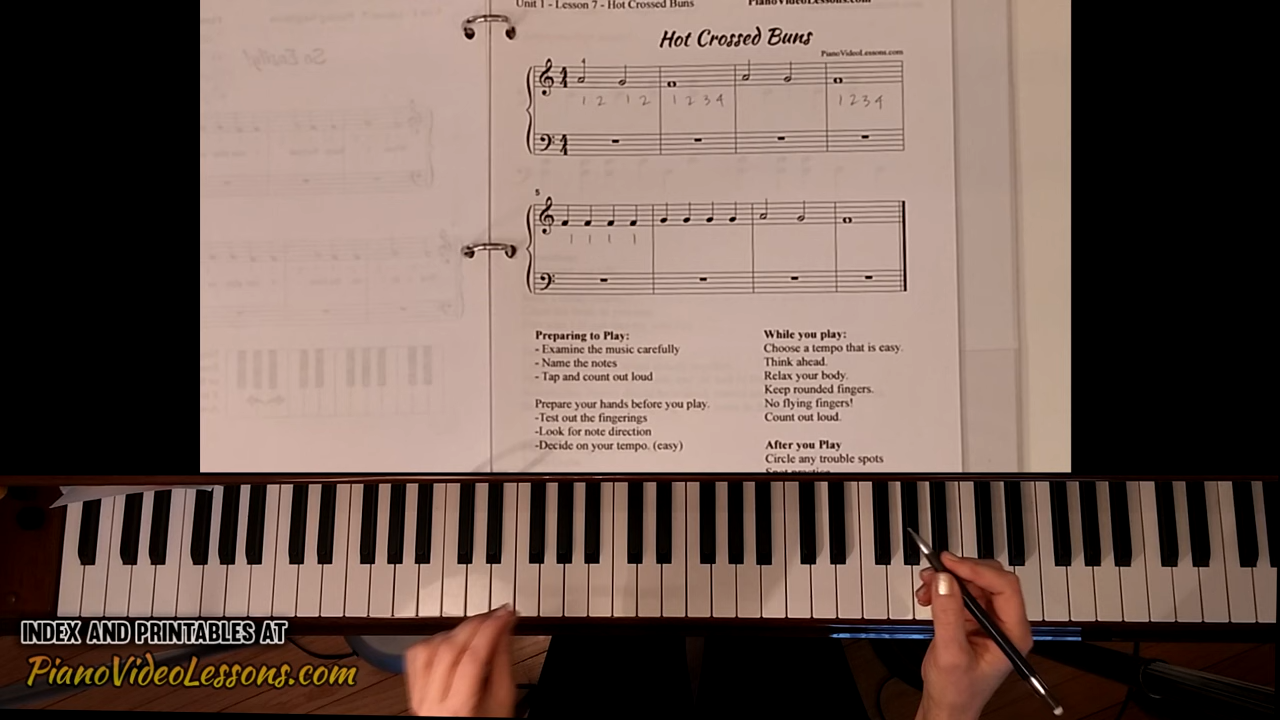 Unit 1 - Lesson 7 - Hot Crossed Buns
PianoVideoLessons.com
Hot Crossed Buns
PianoVideoLessons.com
4
1 2 1 2 1 2 3 4 1 2 3 4
5
1 1 1 1
Preparing to Play:
- Examine the music carefully
- Name the notes
- Tap and count out loud
Prepare your hands before you play.
-Test out the fingerings
-Look for note direction
-Decide on your tempo. (easy)
While you play:
Choose a tempo that is easy.
Think ahead.
Relax your body.
Keep rounded fingers.
No flying fingers!
Count out loud.
After you Play
Circle any trouble spots
Spot practice
INDEX AND PRINTABLES AT
PianoVideoLessons.com